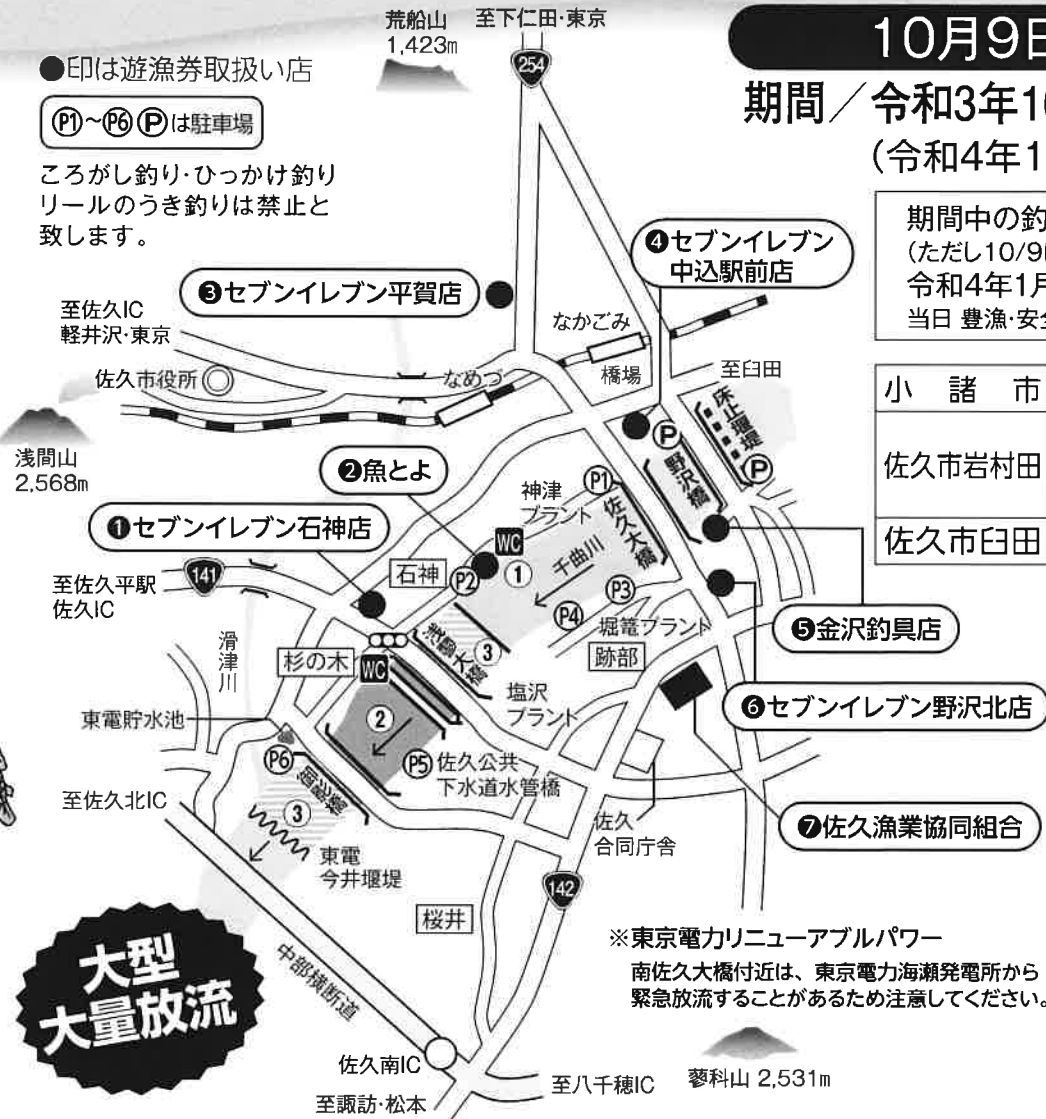 荒船山
1,423m
至下仁田・東京
254
10月9日
期間/令和3年10
(令和4年1
●印は遊漁券取扱い店
P1~P6 Pは駐車場
ころがし釣り・ひっかけ釣り
リールのうき釣りは禁止と
致します。
期間中の釣
(ただし10/9
令和4年1月
当日 豊漁・安全
小諸市
佐久市岩村田
佐久市臼田
❹セブンイレブン
中込駅前店
❸セブンイレブン平賀店
至佐久IC
軽井沢・東京
なかごみ
橋場
至臼田
佐久市役所
なめづ
床止堰堤
P
野沢橋
P
浅間山
2,568m
❷魚とよ
神津
プラント
P1
佐久大橋
❶セブンイレブン石神店
WC
①
千曲川
石神
P2
至佐久平駅
佐久IC
141
P3
P4
堀篭プラント
❺金沢釣具店
滑津川
杉の木
WC
浅蓼大橋
③
跡部
塩沢
プラント
❻セブンイレブン野沢北店
東電貯水池
②
P5
佐久公共
下水道水管橋
P6
至佐久北IC
③
東電
今井堰堤
佐久
合同庁舎
❼佐久漁業協同組合
142
桜井
大型
大量放流
中部横断道
※東京電力リニューアブルパワー
南佐久大橋付近は、東京電力海瀬発電所から
緊急放流することがあるため注意してください。
佐久南IC
至八千穂IC
蓼科山 2,531m
至諏訪・松本